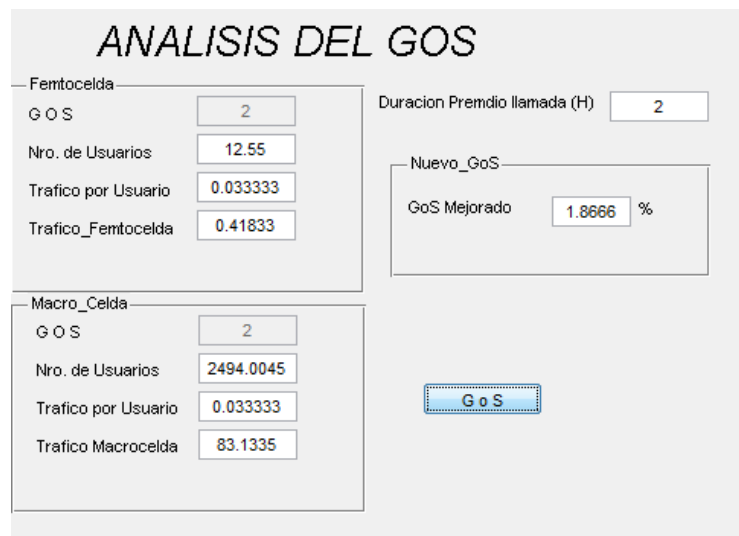 ANALISIS DEL GOS
Femtocelda
G O S 2
Nro. de Usuarios 12.55
Trafico por Usuario 0.033333
Trafico_Femtocelda 0.41833
Duracion Premdio llamada (H) 2
Nuevo_GoS
GoS Mejorado 1.8666 %
Macro_Celda
G O S 2
Nro. de Usuarios 2494.0045
Trafico por Usuario 0.033333
Trafico Macrocelda 83.1335
G o S